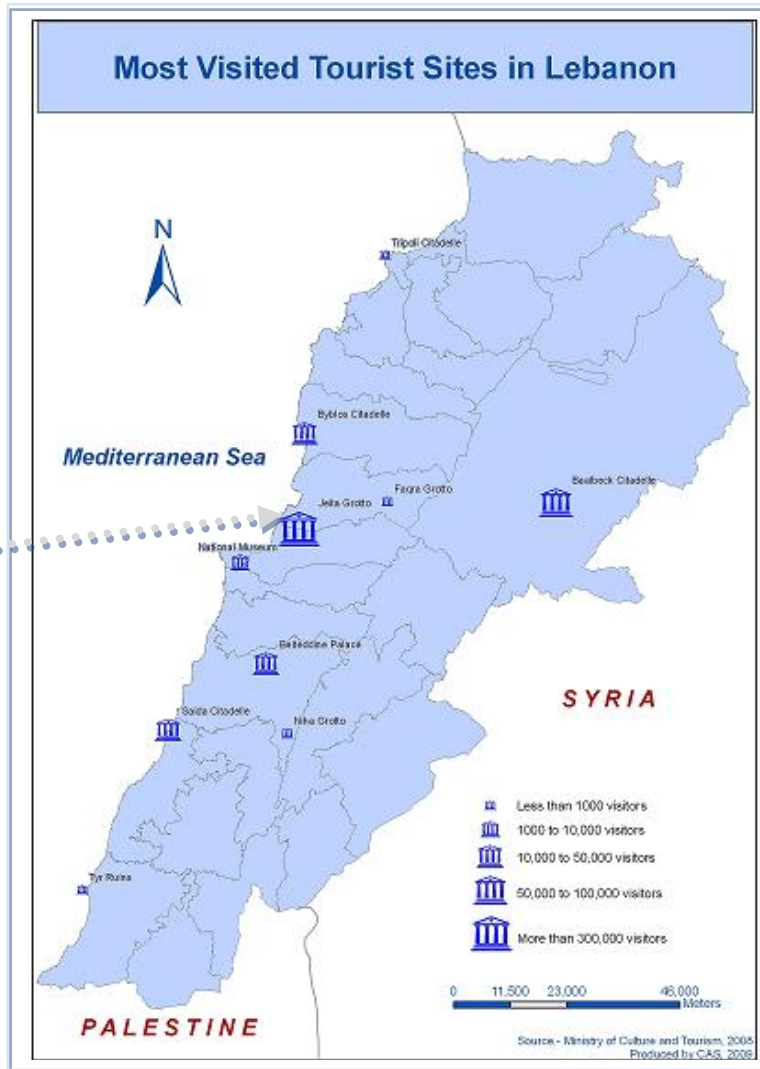 Most Visited Tourist Sites in Lebanon
N
Tripoli Citadelle
Byblos Citadelle
Mediterranean Sea
Jeita Grotto
Faqra Grotto
Baalbeck Citadelle
National Museum
Beiteddine Palace
SYRIA
Saida Citadelle
Niha Grotto
Less than 1000 visitors
1000 to 10,000 visitors
10,000 to 50,000 visitors
50,000 to 100,000 visitors
More than 300,000 visitors
Tyr Ruins
0 11,500 23,000 46,000
Meters
PALESTINE
Source - Ministry of Culture and Tourism, 2008
Produced by CAS, 2009